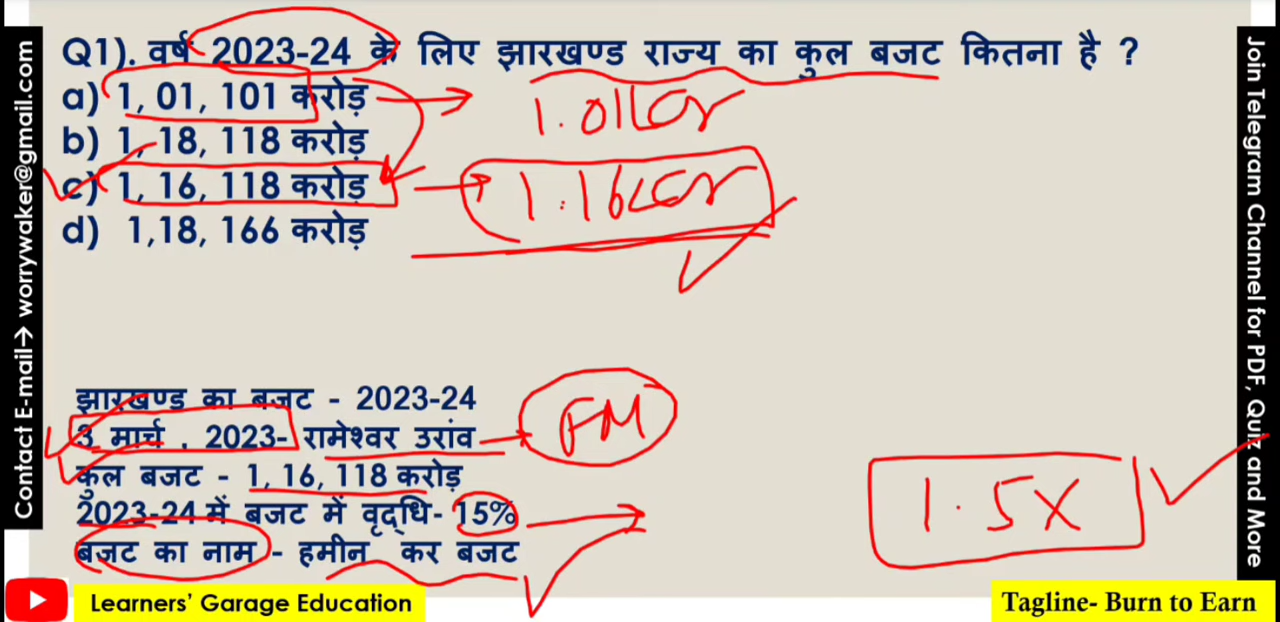 Q1). वर्ष 2023-24 के लिए झारखण्ड राज्य का कुल बजट कितना है ?
a) 1, 01, 101 करोड़
1.01LCr
b) 1, 18, 118 करोड़
c) 1, 16, 118 करोड़
1.16LCr
d) 1,18, 166 करोड़
झारखण्ड का बजट - 2023-24
3 मार्च , 2023- रामेश्वर उरांव
FM
कुल बजट - 1, 16, 118 करोड़
2023-24 में बजट में वृद्धि- 15%
1.5X
बजट का नाम - हमीन कर बजट
Learners' Garage Education
Tagline- Burn to Earn
Contact E-mail→ worrywaker@gmail.com
Join Telegram Channel for PDF, Quiz and More